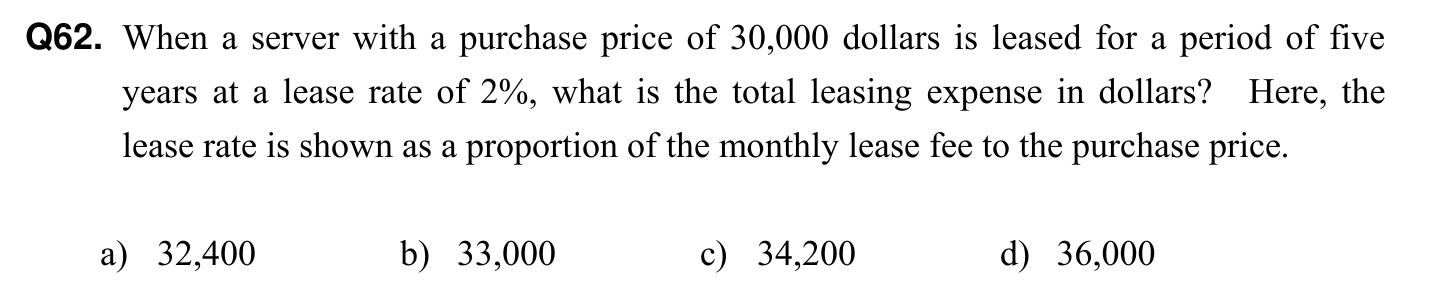 Q62. When a server with a purchase price of 30,000 dollars is leased for a period of five
years at a lease rate of 2%, what is the total leasing expense in dollars? Here, the
lease rate is shown as a proportion of the monthly lease fee to the purchase price.
a) 32,400 b) 33,000 c) 34,200 d) 36,000